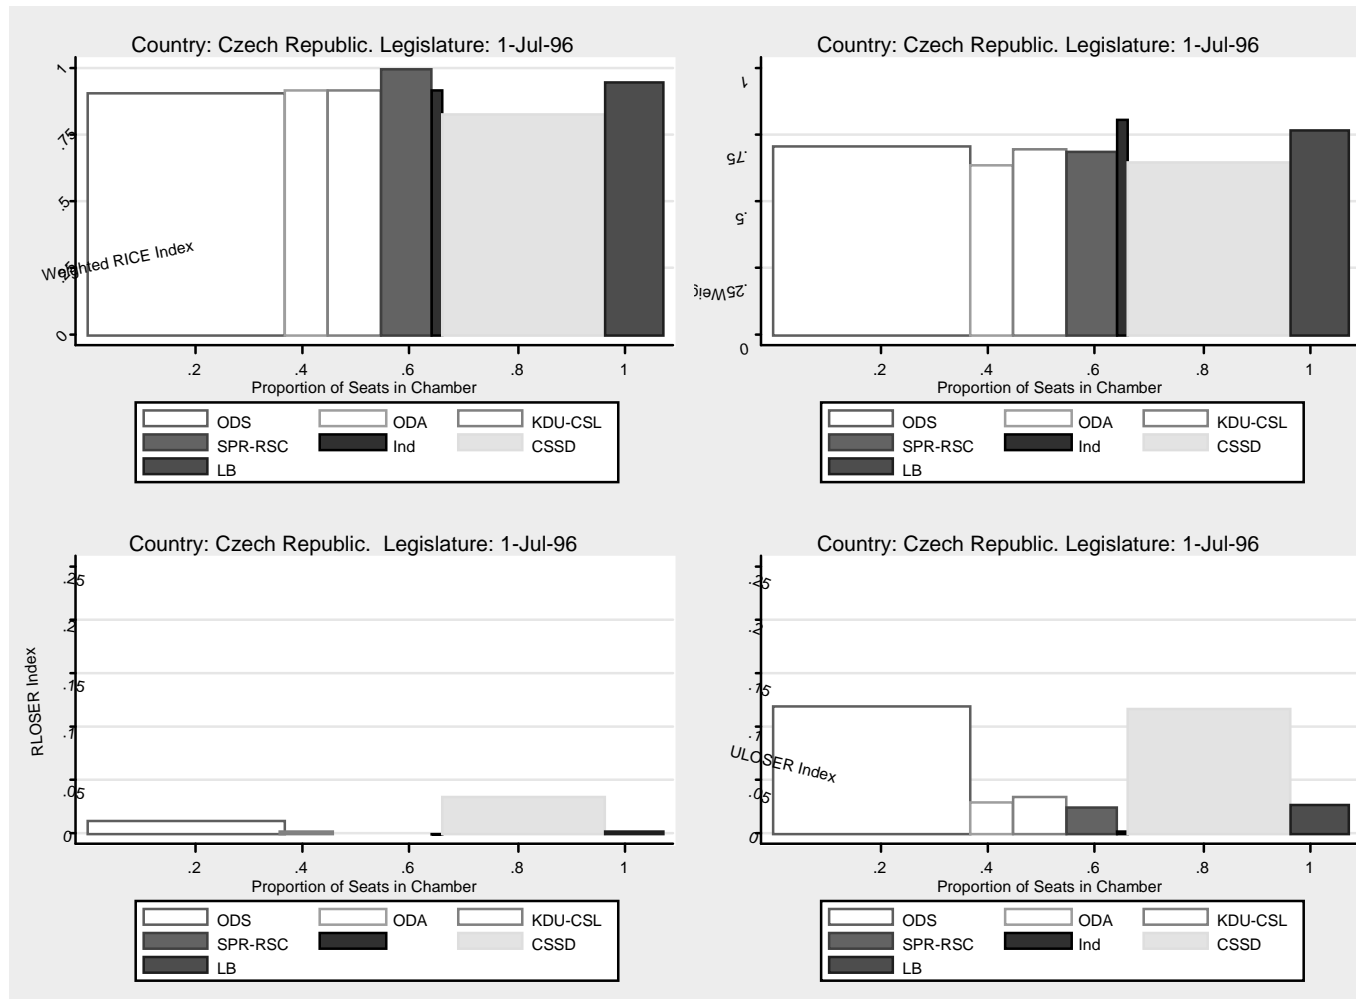 Country: Czech Republic. Legislature: 1-Jul-96
1
.75
.5
.25
0
Weighted RICE Index
.2 .4 .6 .8 1
Proportion of Seats in Chamber
ODS ODA KDU-CSL
SPR-RSC Ind CSSD
LB
Country: Czech Republic. Legislature: 1-Jul-96
1
.75
.5
.25Weig
0
.2 .4 .6 .8 1
Proportion of Seats in Chamber
ODS ODA KDU-CSL
SPR-RSC Ind CSSD
LB
Country: Czech Republic. Legislature: 1-Jul-96
.25
.2
.15
.1
.05
0
RLOSER Index
.2 .4 .6 .8 1
Proportion of Seats in Chamber
ODS ODA KDU-CSL
SPR-RSC CSSD
LB
Country: Czech Republic. Legislature: 1-Jul-96
.25
.2
.15
.1
.05
0
ULOSER Index
.2 .4 .6 .8 1
Proportion of Seats in Chamber
ODS ODA KDU-CSL
SPR-RSC Ind CSSD
LB